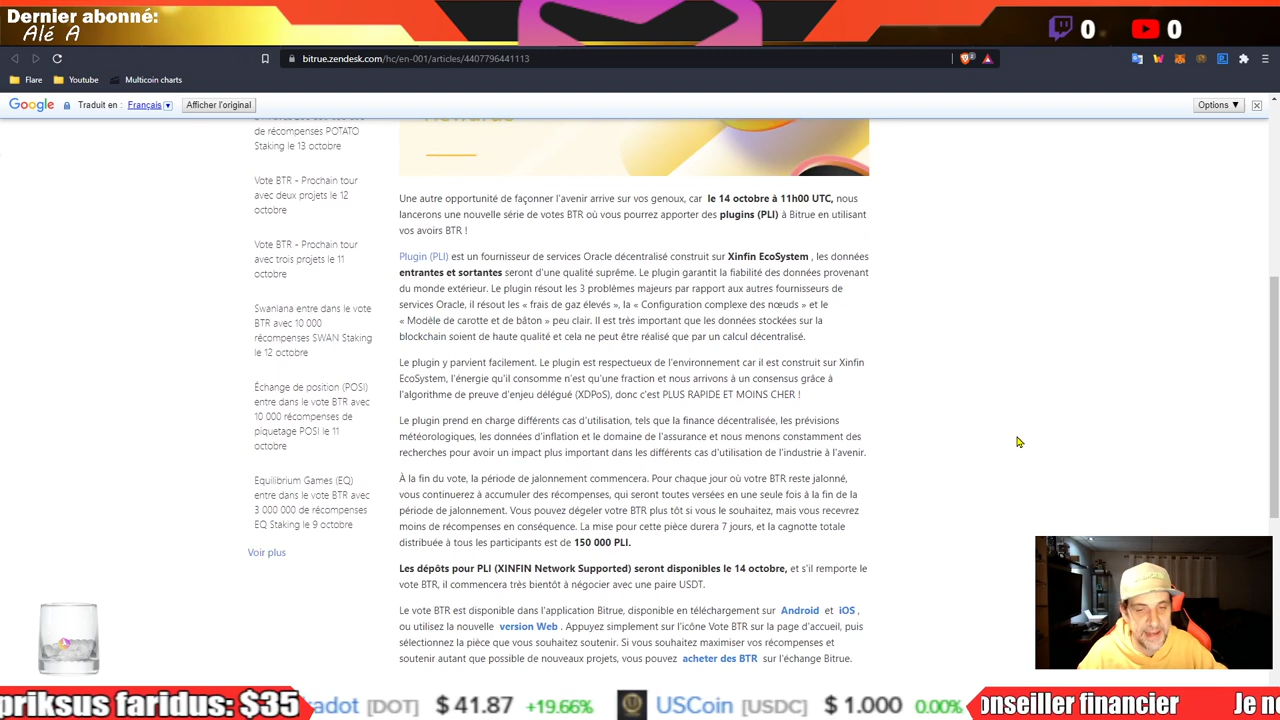 Dernier abonné:
Alé A
0
0
bitrue.zendesk.com/hc/en-001/articles/4407796441113
Flare
Youtube
Multicoin charts
Google
Traduit en : Français
Afficher l'original
Options ▼
de récompenses POTATO
Staking le 13 octobre
Vote BTR - Prochain tour
avec deux projets le 12
octobre
Vote BTR - Prochain tour
avec trois projets le 11
octobre
Swanlana entre dans le vote
BTR avec 10 000
récompenses SWAN Staking
le 12 octobre
Échange de position (POSI)
entre dans le vote BTR avec
10 000 récompenses de
piquetage POSI le 11
octobre
Equilibrium Games (EQ)
entre dans le vote BTR avec
3 000 000 de récompenses
EQ Staking le 9 octobre
Voir plus
Une autre opportunité de façonner l'avenir arrive sur vos genoux, car le 14 octobre à 11h00 UTC, nous
lancerons une nouvelle série de votes BTR où vous pourrez apporter des plugins (PLI) à Bitrue en utilisant
vos avoirs BTR !
Plugin (PLI) est un fournisseur de services Oracle décentralisé construit sur Xinfin EcoSystem , les données
entrantes et sortantes seront d'une qualité suprême. Le plugin garantit la fiabilité des données provenant
du monde extérieur. Le plugin résout les 3 problèmes majeurs par rapport aux autres fournisseurs de
services Oracle, il résout les « frais de gaz élevés », la « Configuration complexe des nœuds » et le
« Modèle de carotte et de bâton » peu clair. Il est très important que les données stockées sur la
blockchain soient de haute qualité et cela ne peut être réalisé que par un calcul décentralisé.
Le plugin y parvient facilement. Le plugin est respectueux de l'environnement car il est construit sur Xinfin
EcoSystem, l'énergie qu'il consomme n'est qu'une fraction et nous arrivons à un consensus grâce à
l'algorithme de preuve d'enjeu délégué (XDPoS), donc c'est PLUS RAPIDE ET MOINS CHER !
Le plugin prend en charge différents cas d'utilisation, tels que la finance décentralisée, les prévisions
météorologiques, les données d'inflation et le domaine de l'assurance et nous menons constamment des
recherches pour avoir un impact plus important dans les différents cas d'utilisation de l'industrie à l'avenir.
À la fin du vote, la période de jalonnement commencera. Pour chaque jour où votre BTR reste jalonné,
vous continuerez à accumuler des récompenses, qui seront toutes versées en une seule fois à la fin de la
période de jalonnement. Vous pouvez dégeler votre BTR plus tôt si vous le souhaitez, mais vous recevrez
moins de récompenses en conséquence. La mise pour cette pièce durera 7 jours, et la cagnotte totale
distribuée à tous les participants est de 150 000 PLI.
Les dépôts pour PLI (XINFIN Network Supported) seront disponibles le 14 octobre, et s'il remporte le
vote BTR, il commencera très bientôt à négocier avec une paire USDT.
Le vote BTR est disponible dans l'application Bitrue, disponible en téléchargement sur Android et iOS ,
ou utilisez la nouvelle version Web . Appuyez simplement sur l'icône Vote BTR sur la page d'accueil, puis
sélectionnez la pièce que vous souhaitez soutenir. Si vous souhaitez maximiser vos récompenses et
soutenir autant que possible de nouveaux projets, vous pouvez acheter des BTR sur l'échange Bitrue.
priksus faridus: $35
radot [DOT] $ 41.87 +19.66%
USCoin [USDC] $ 1.000 0.00%
onseiller financier
Je n